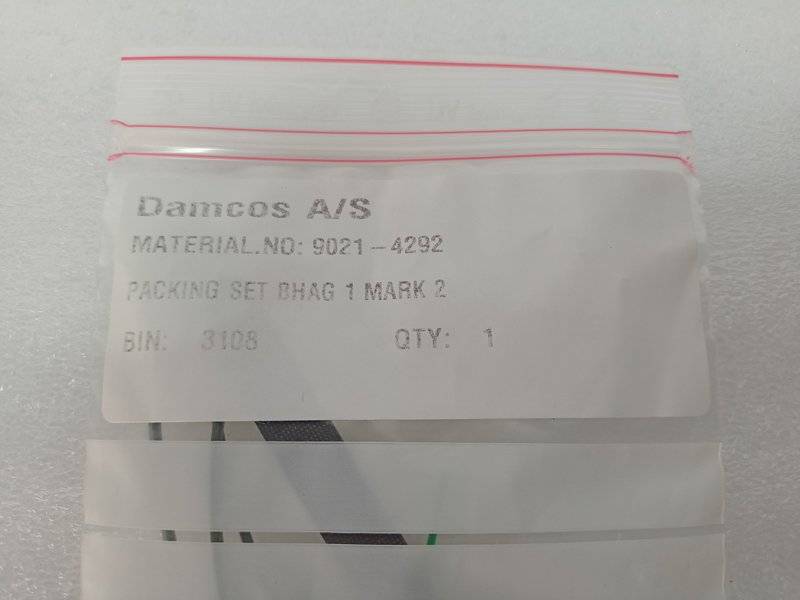 Damcos A/S
MATERIAL.NO: 9021-4292
PACKING SET BHAG 1 MARK 2
BIN: 3108 QTY: 1